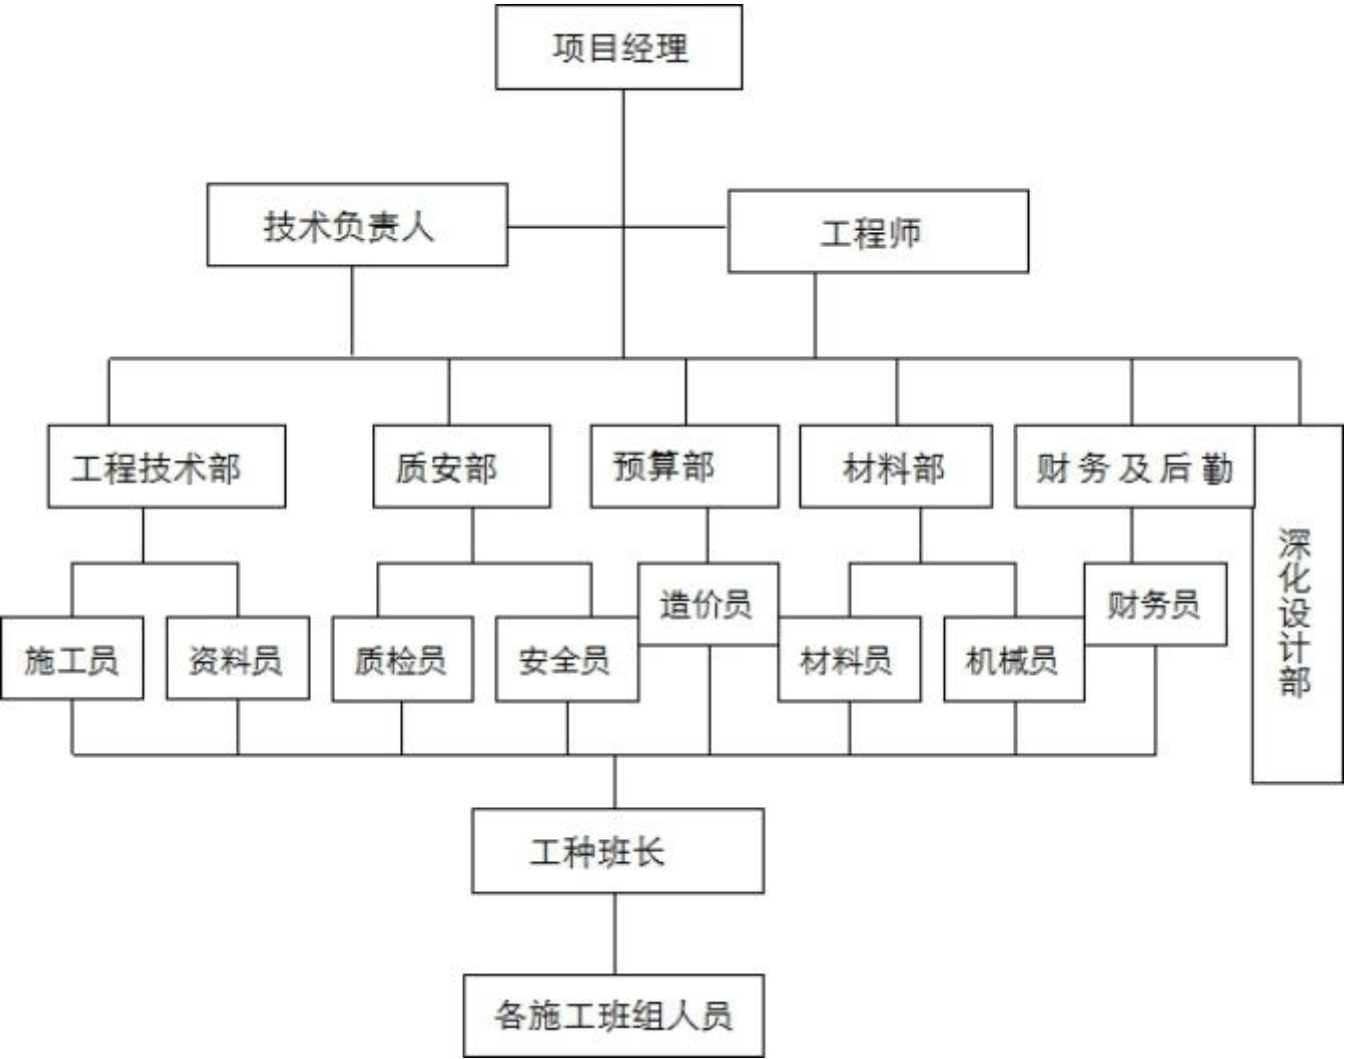 项目经理
技术负责人
工程师
工程技术部
质安部
预算部
材料部
财务及后勤
深化设计部
施工员
资料员
质检员
安全员
造价员
材料员
机械员
财务员
工种班长
各施工班组人员